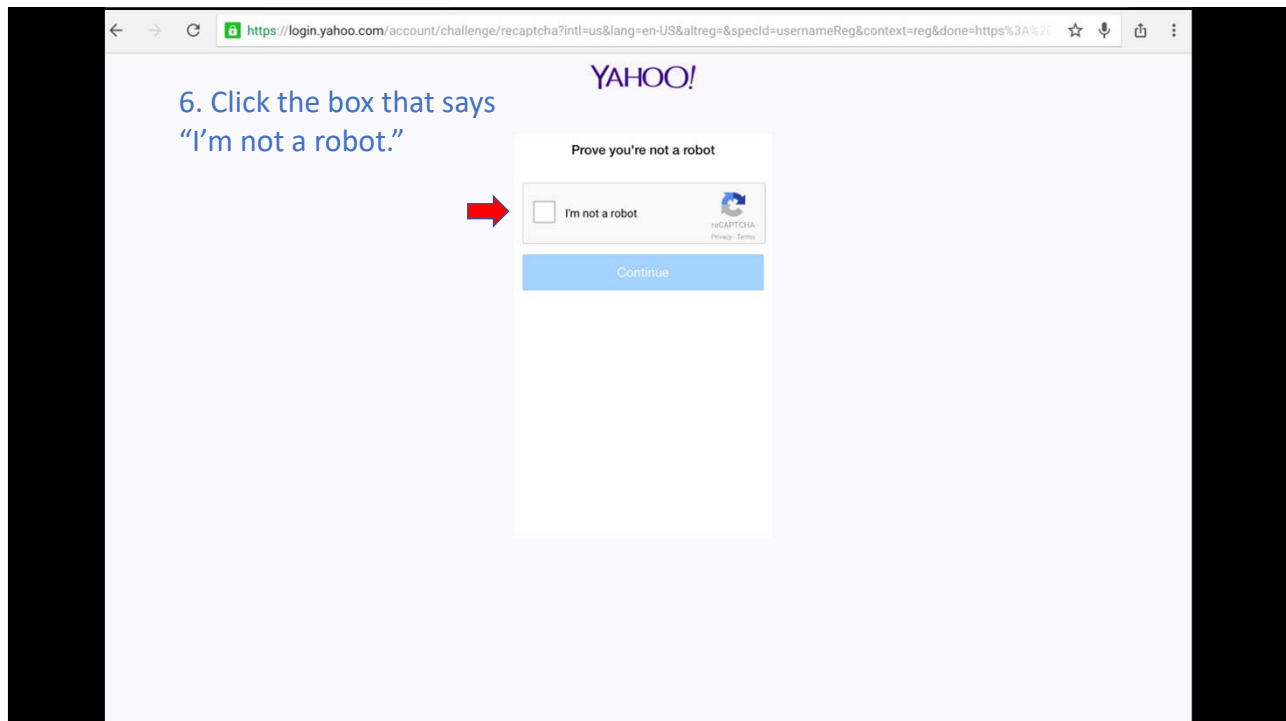 https://login.yahoo.com/account/challenge/recaptcha?intl=us&lang=en-US&altreg=&specId=usernameReg&context=reg&done=https%3A%2F
YAHOO!
6. Click the box that says
“I’m not a robot.”
Prove you're not a robot
I'm not a robot
reCAPTCHA
Privacy - Terms
Continue